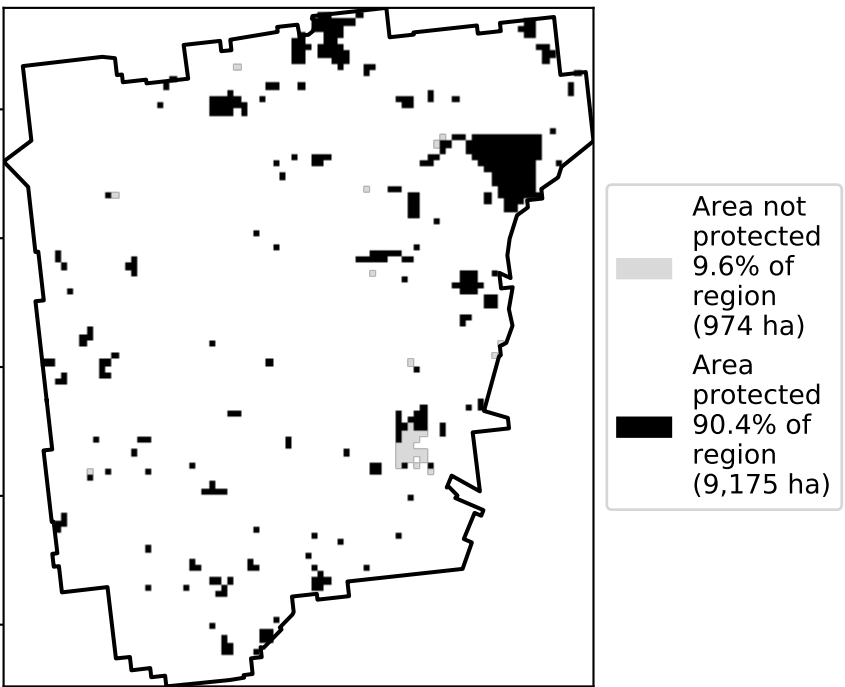 Area not
protected
9.6% of
region
(974 ha)
Area
protected
90.4% of
region
(9,175 ha)